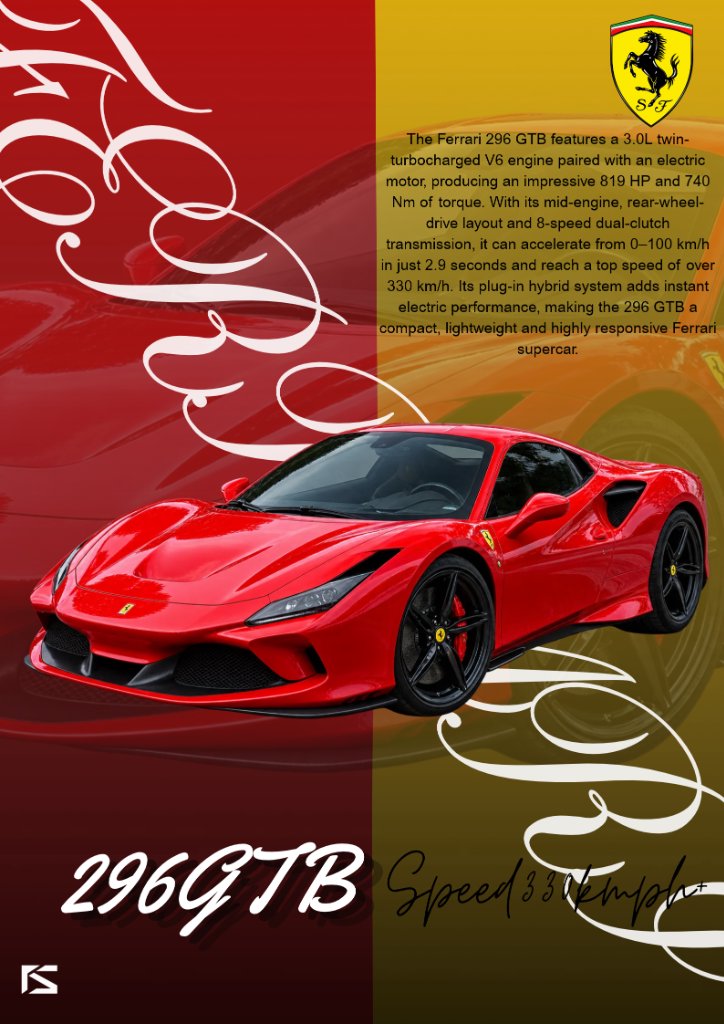 S F
The Ferrari 296 GTB features a 3.0L twin-
turbocharged V6 engine paired with an electric
motor, producing an impressive 819 HP and 740
Nm of torque. With its mid-engine, rear-wheel-
drive layout and 8-speed dual-clutch
transmission, it can accelerate from 0–100 km/h
in just 2.9 seconds and reach a top speed of over
330 km/h. Its plug-in hybrid system adds instant
electric performance, making the 296 GTB a
compact, lightweight and highly responsive Ferrari
supercar.
296GTB
Speed330kmph+